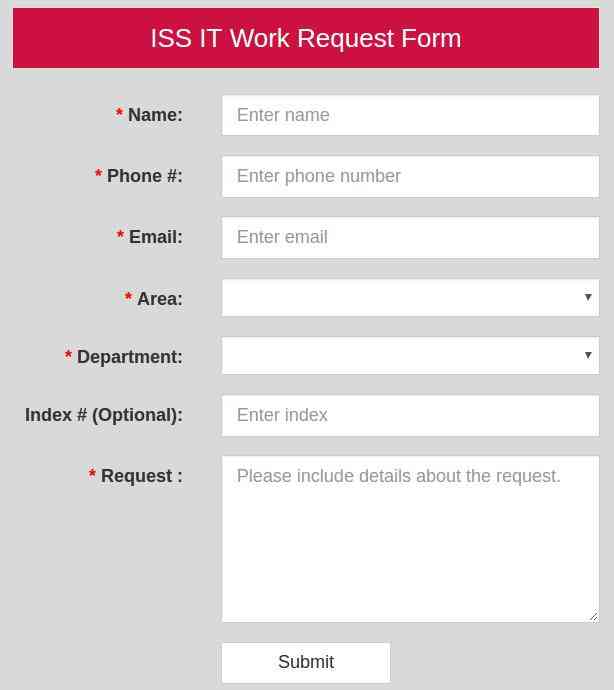 ISS IT Work Request Form
* Name: Enter name
* Phone #: Enter phone number
* Email: Enter email
* Area:
* Department:
Index # (Optional): Enter index
* Request : Please include details about the request.
Submit